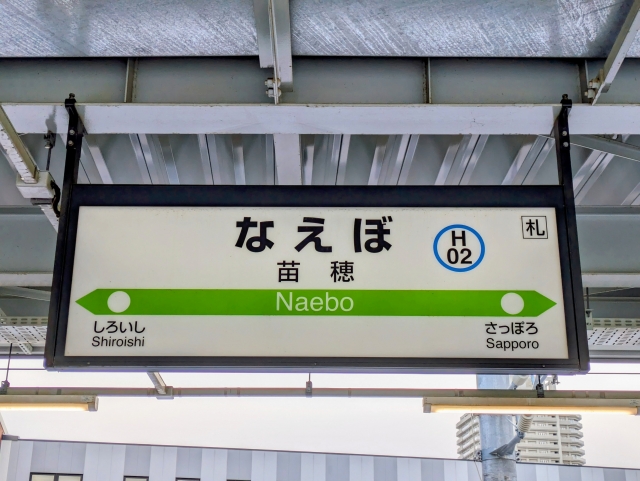 なえぼ
H
02
札
苗穂
Naebo
しろいし
Shiroishi
さっぽろ
Sapporo